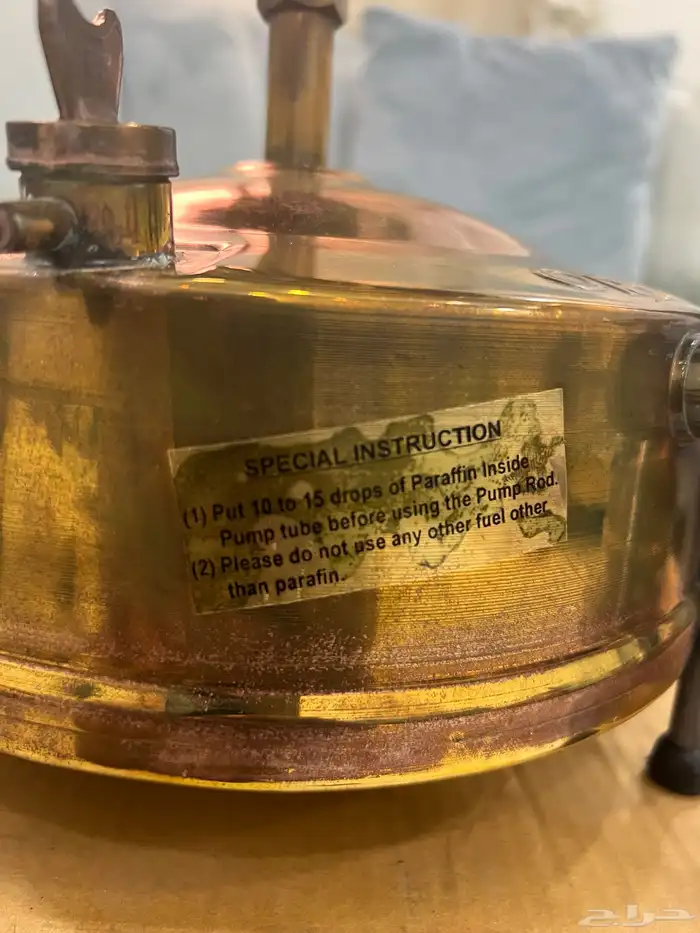 SPECIAL INSTRUCTION
(1) Put 10 to 15 drops of Paraffin Inside
Pump tube before using the Pump Rod.
(2) Please do not use any other fuel other
than parafin.
حراج